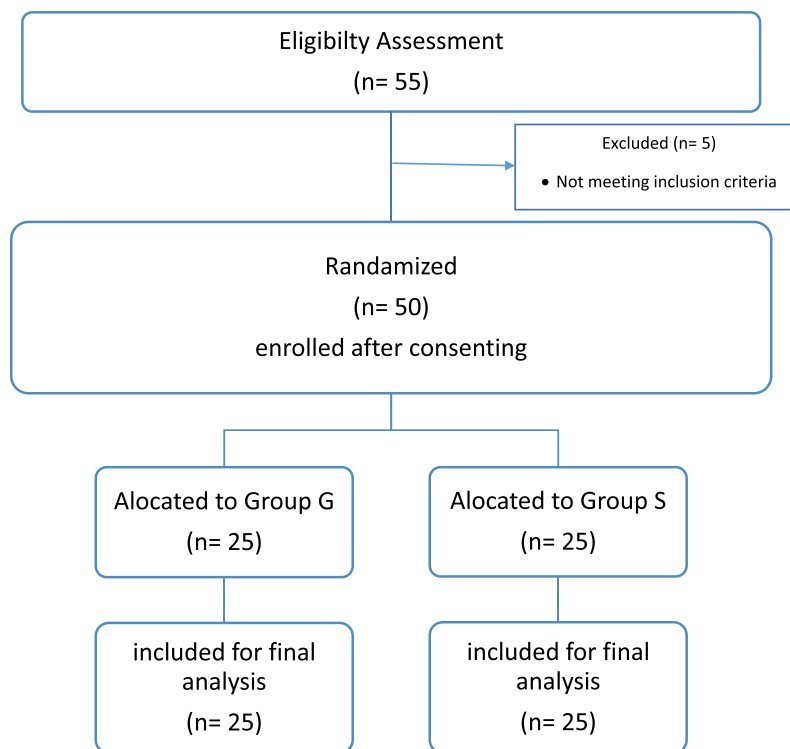 Eligibilty Assessment
(n= 55)
Excluded (n= 5)
• Not meeting inclusion criteria
Randamized
(n= 50)
enrolled after consenting
Alocated to Group G
(n= 25)
Alocated to Group S
(n= 25)
included for final
analysis
(n= 25)
included for final
analysis
(n= 25)